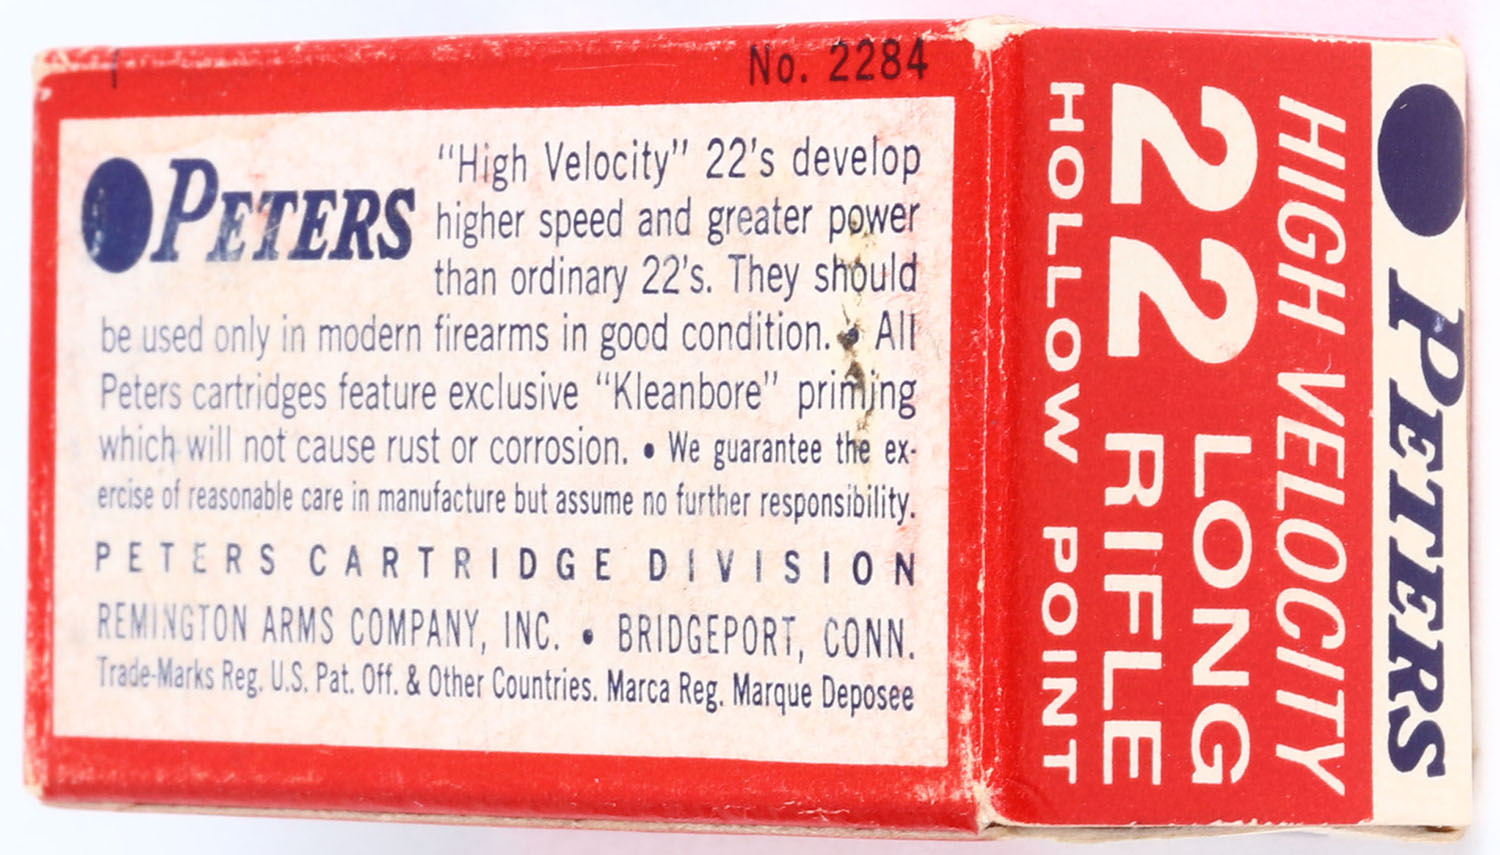 No. 2284
PETERS
"High Velocity" 22's develop
higher speed and greater power
than ordinary 22's. They should
be used only in modern firearms in good condition. • All
Peters cartridges feature exclusive "Kleanbore" priming
which will not cause rust or corrosion. • We guarantee the ex-
ercise of reasonable care in manufacture but assume no further responsibility.
PETERS CARTRIDGE DIVISION
REMINGTON ARMS COMPANY, INC. • BRIDGEPORT, CONN.
Trade-Marks Reg. U.S. Pat. Off. & Other Countries. Marca Reg. Marque Deposee
PETERS
HIGH VELOCITY
22 LONG
RIFLE
HOLLOW POINT